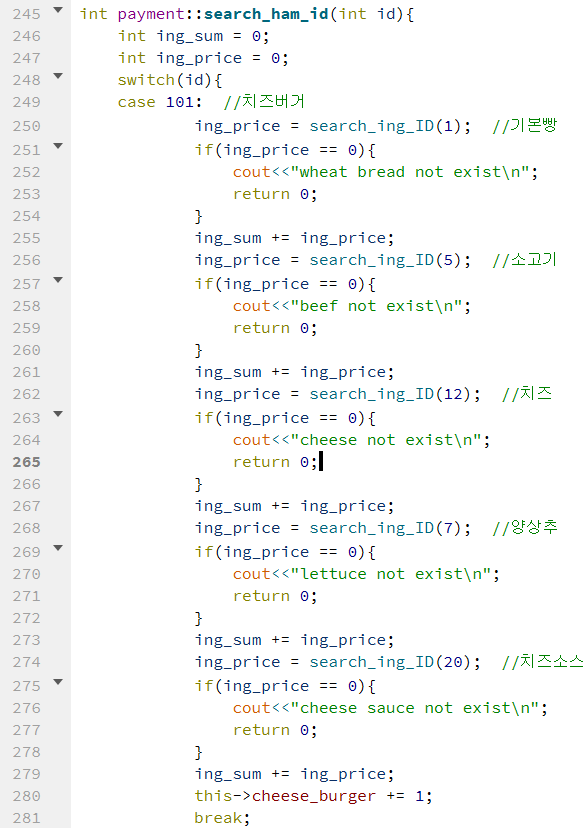 245 int payment::search_ham_id(int id){
246 int ing_sum = 0;
247 int ing_price = 0;
248 switch(id){
249 case 101: //치즈버거
250 ing_price = search_ing_ID(1); //기본빵
251 if(ing_price == 0){
252 cout<<"wheat bread not exist\n";
253 return 0;
254 }
255 ing_sum += ing_price;
256 ing_price = search_ing_ID(5); //소고기
257 if(ing_price == 0){
258 cout<<"beef not exist\n";
259 return 0;
260 }
261 ing_sum += ing_price;
262 ing_price = search_ing_ID(12); //치즈
263 if(ing_price == 0){
264 cout<<"cheese not exist\n";
265 return 0;
266 }
267 ing_sum += ing_price;
268 ing_price = search_ing_ID(7); //양상추
269 if(ing_price == 0){
270 cout<<"lettuce not exist\n";
271 return 0;
272 }
273 ing_sum += ing_price;
274 ing_price = search_ing_ID(20); //치즈소스
275 if(ing_price == 0){
276 cout<<"cheese sauce not exist\n";
277 return 0;
278 }
279 ing_sum += ing_price;
280 this->cheese_burger += 1;
281 break;